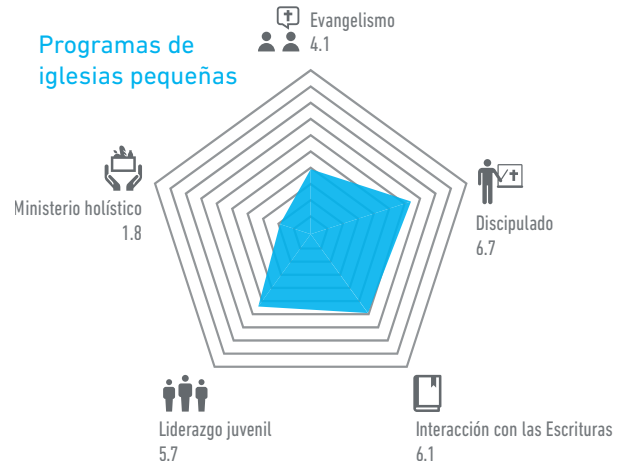 Programas de
iglesias pequeñas
Evangelismo
4.1
Discipulado
6.7
Interacción con las Escrituras
6.1
Liderazgo juvenil
5.7
Ministerio holístico
1.8